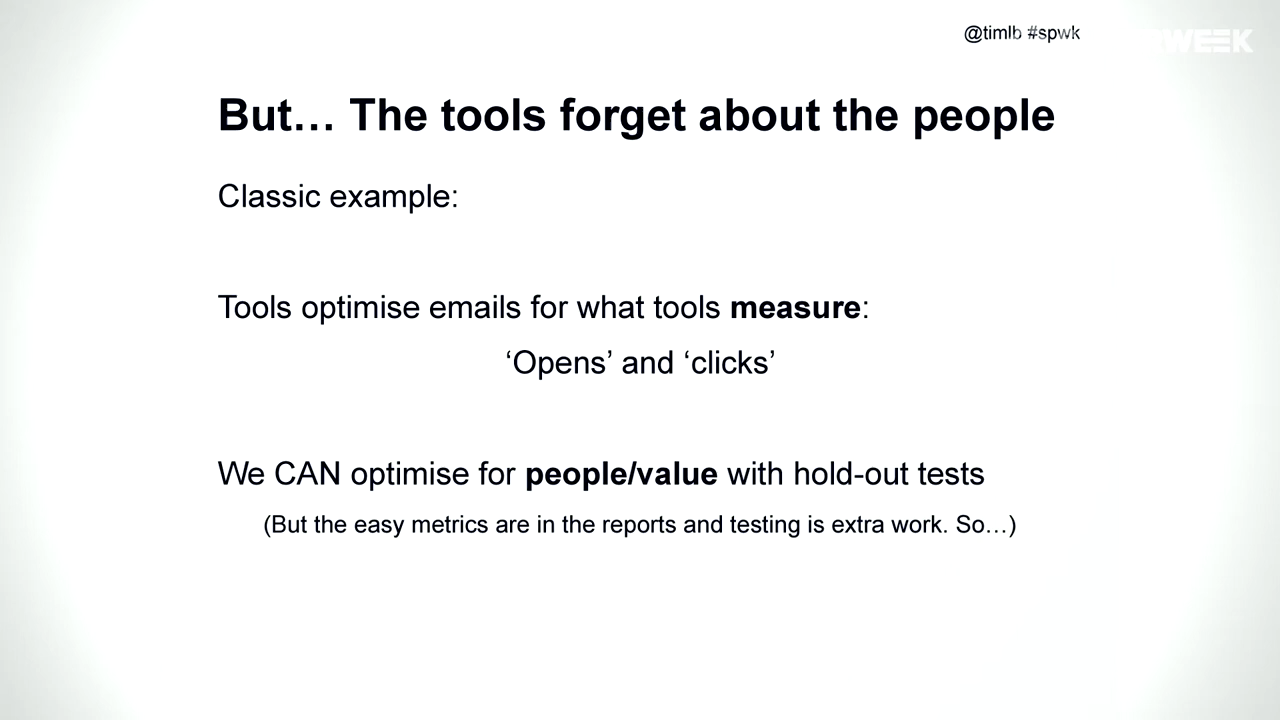 @timlb #spwk
WEEK
But… The tools forget about the people
Classic example:
Tools optimise emails for what tools measure:
‘Opens’ and ‘clicks’
We CAN optimise for people/value with hold-out tests
(But the easy metrics are in the reports and testing is extra work. So…)